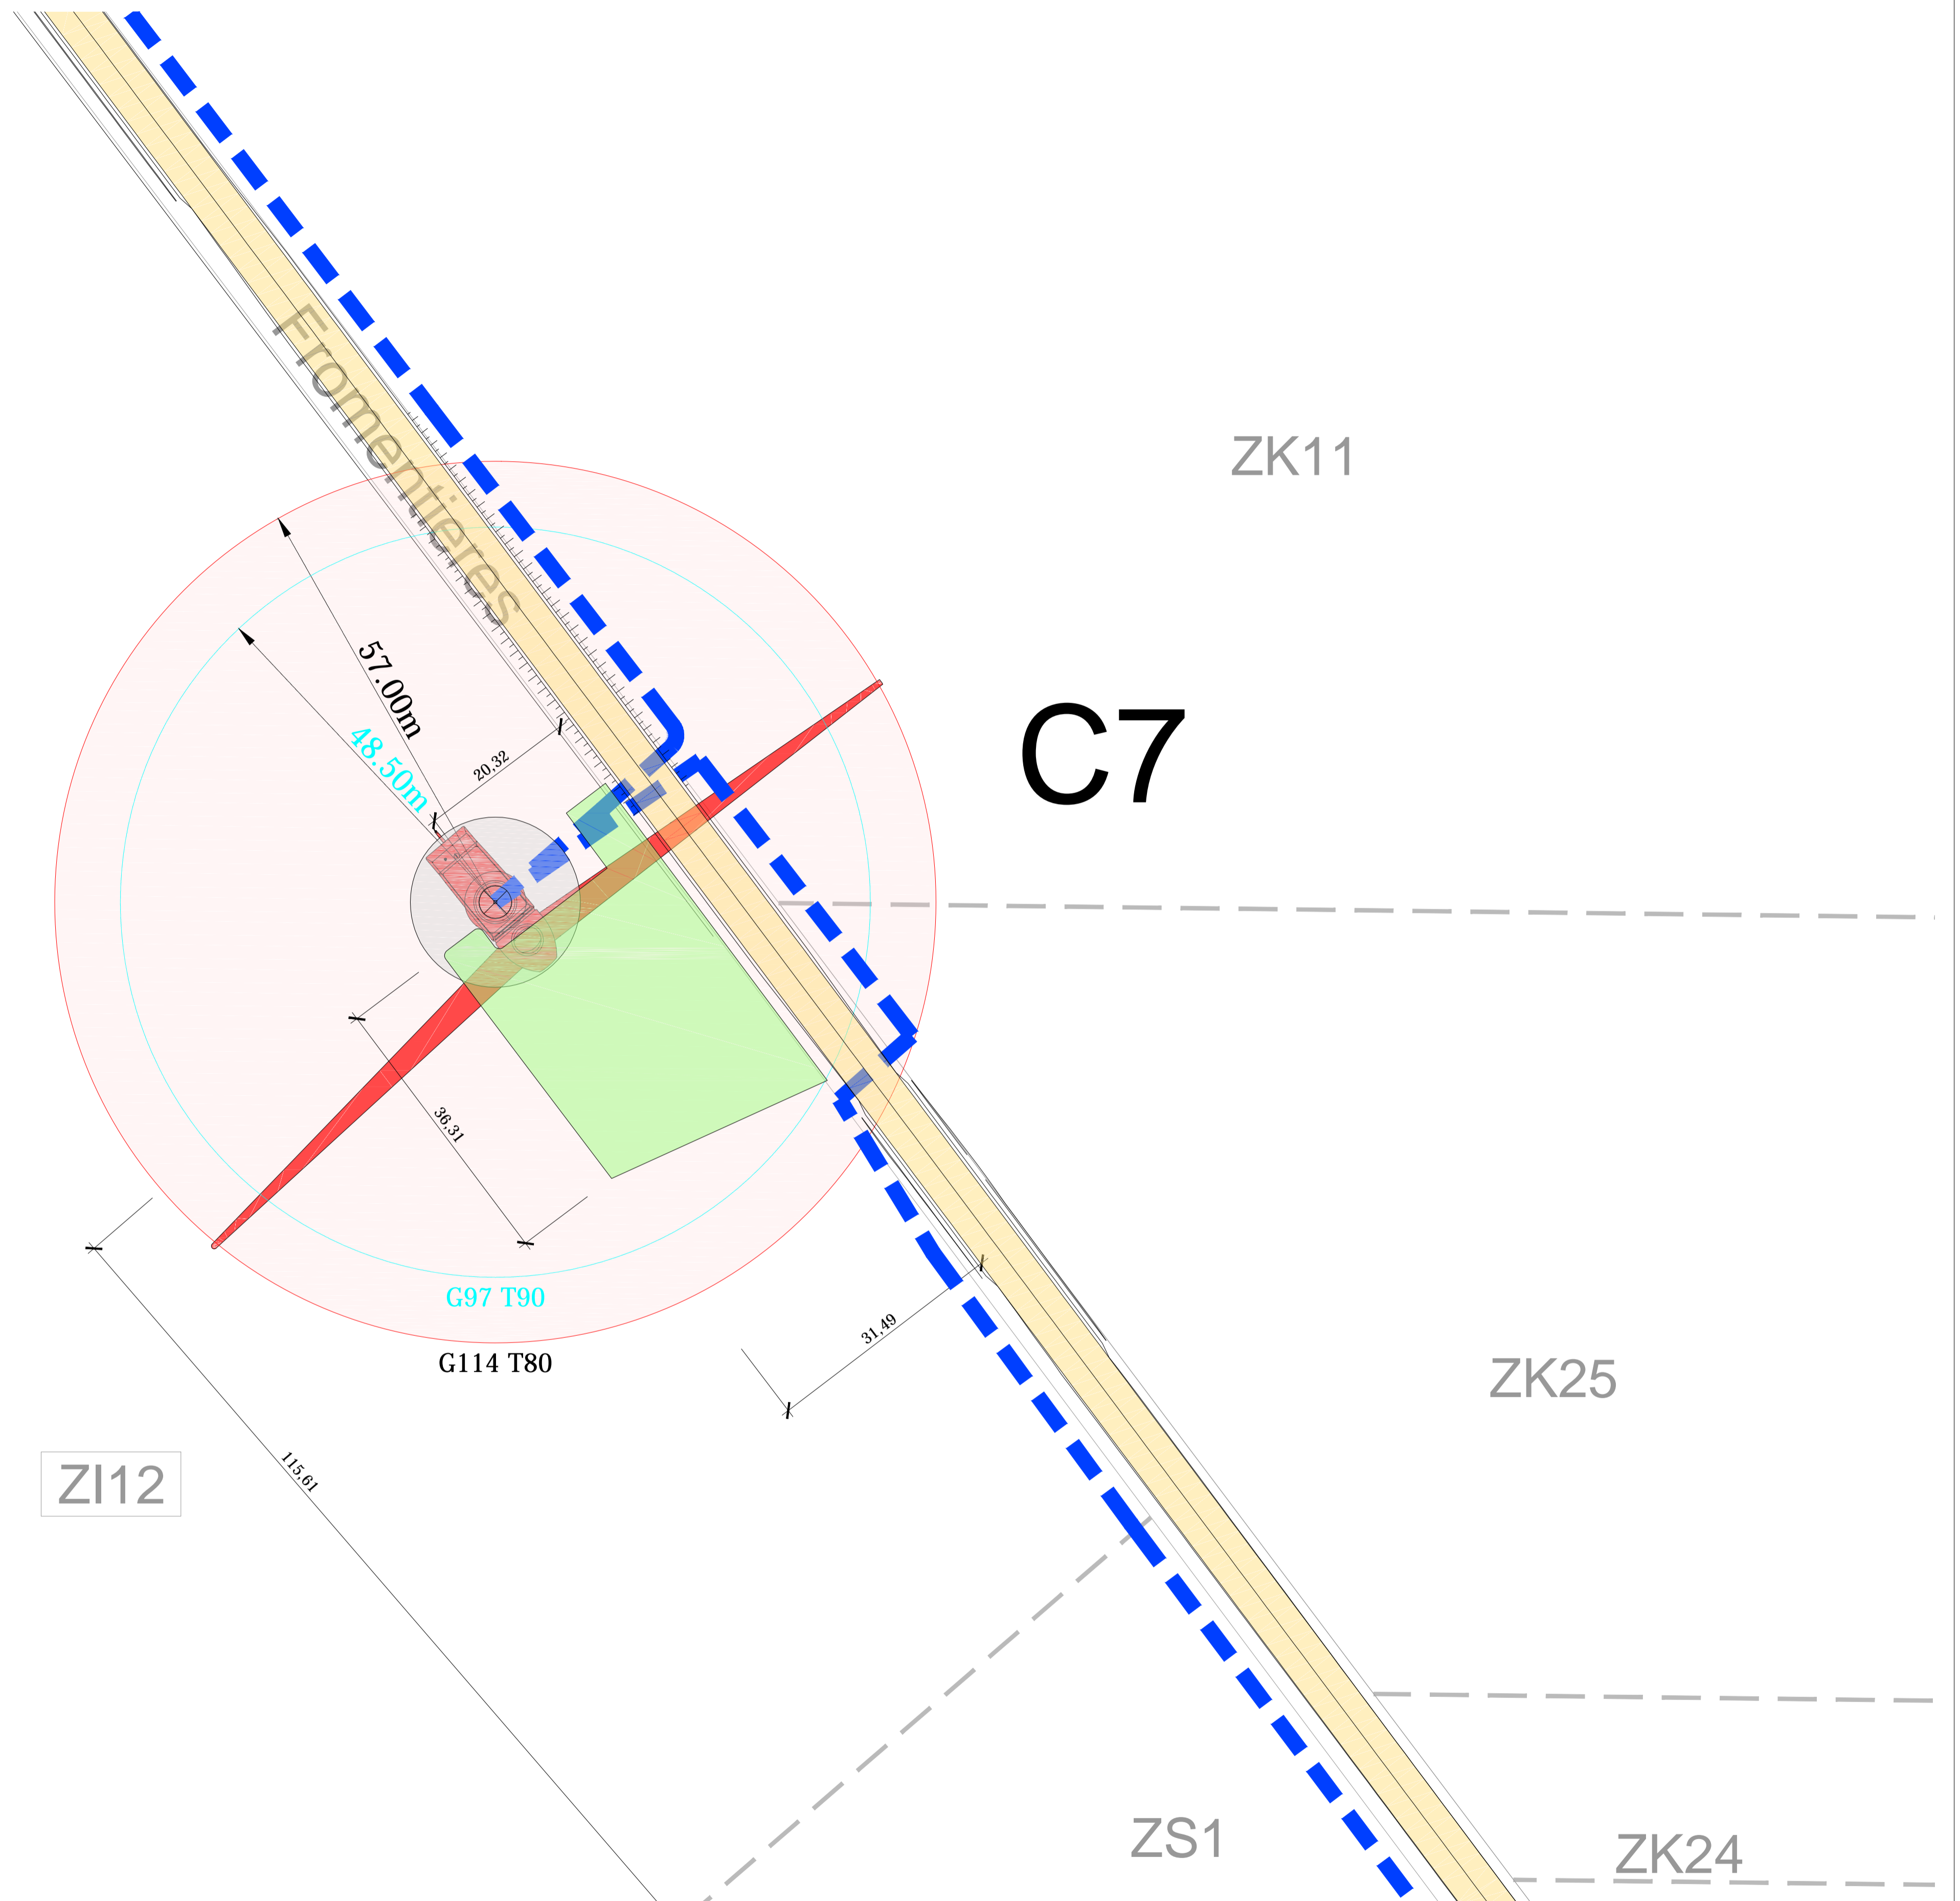 Fromentieres
ZK11
57.00m
C7
48.50m
20,32
36,31
G97 T90
31,49
G114 T80
ZK25
115,61
ZI12
ZS1
ZK24